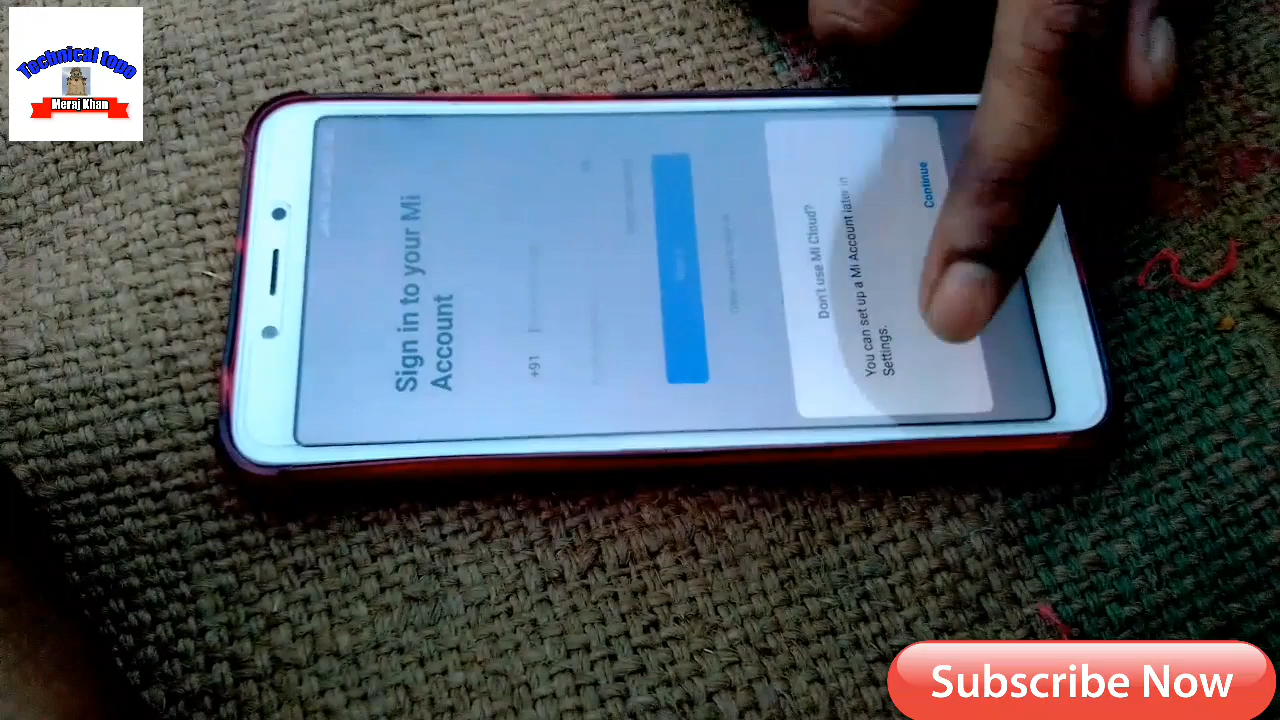 Technical topo
Meraj Khan
Sign in to your Mi
Account
+91
Don't use Mi Cloud?
You can set up a Mi Account later in
Settings.
Continue
Subscribe Now